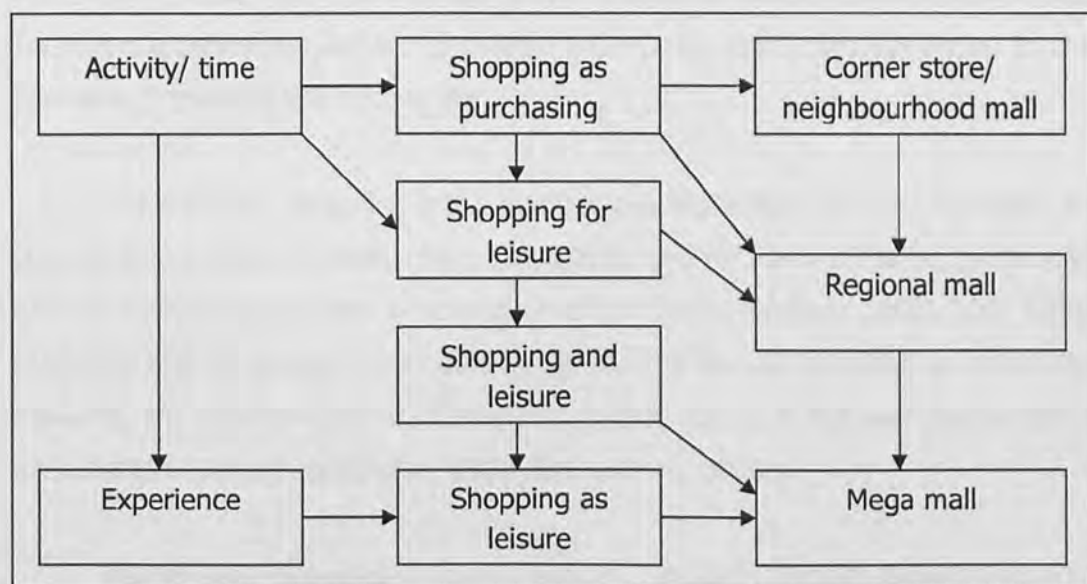 Activity/ time
Shopping as
purchasing
Corner store/
neighbourhood mall
Shopping for
leisure
Regional mall
Shopping and
leisure
Experience
Shopping as
leisure
Mega mall